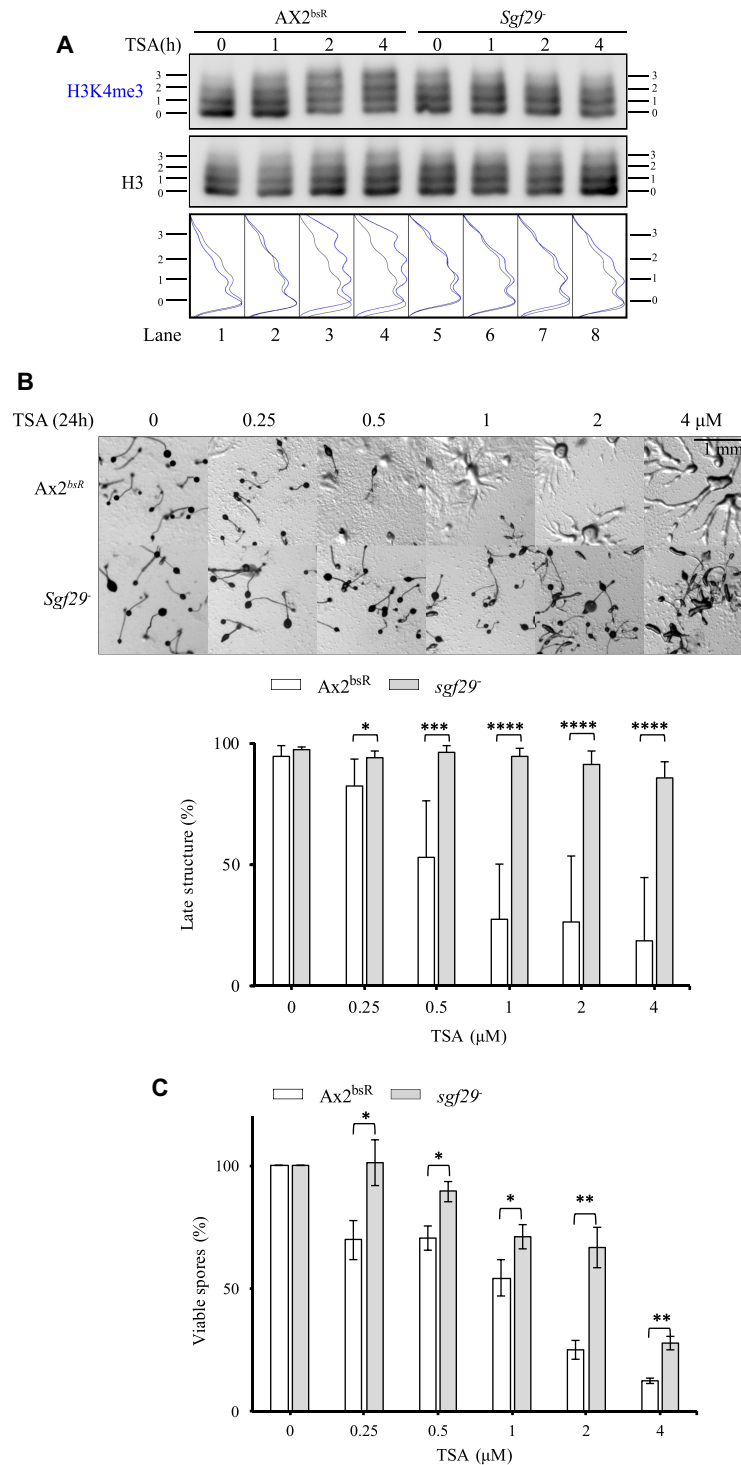 AX2bsR Sgf29-
A
TSA(h) 0 1 2 4 0 1 2 4
H3K4me3 3 2 1 0 3 2 1 0
H3 3 2 1 0 3 2 1 0
3 2 1 0 3 2 1 0
Lane 1 2 3 4 5 6 7 8
B
TSA (24h) 0 0.25 0.5 1 2 4 μM
1 mm
Ax2bsR
Sgf29-
Ax2bsR sgf29-
* *** **** **** ****
100
50
0
Late structure (%)
0 0.25 0.5 1 2 4
TSA (μM)
C
Ax2bsR sgf29-
* * * ** **
100
50
0
Viable spores (%)
0 0.25 0.5 1 2 4
TSA (μM)